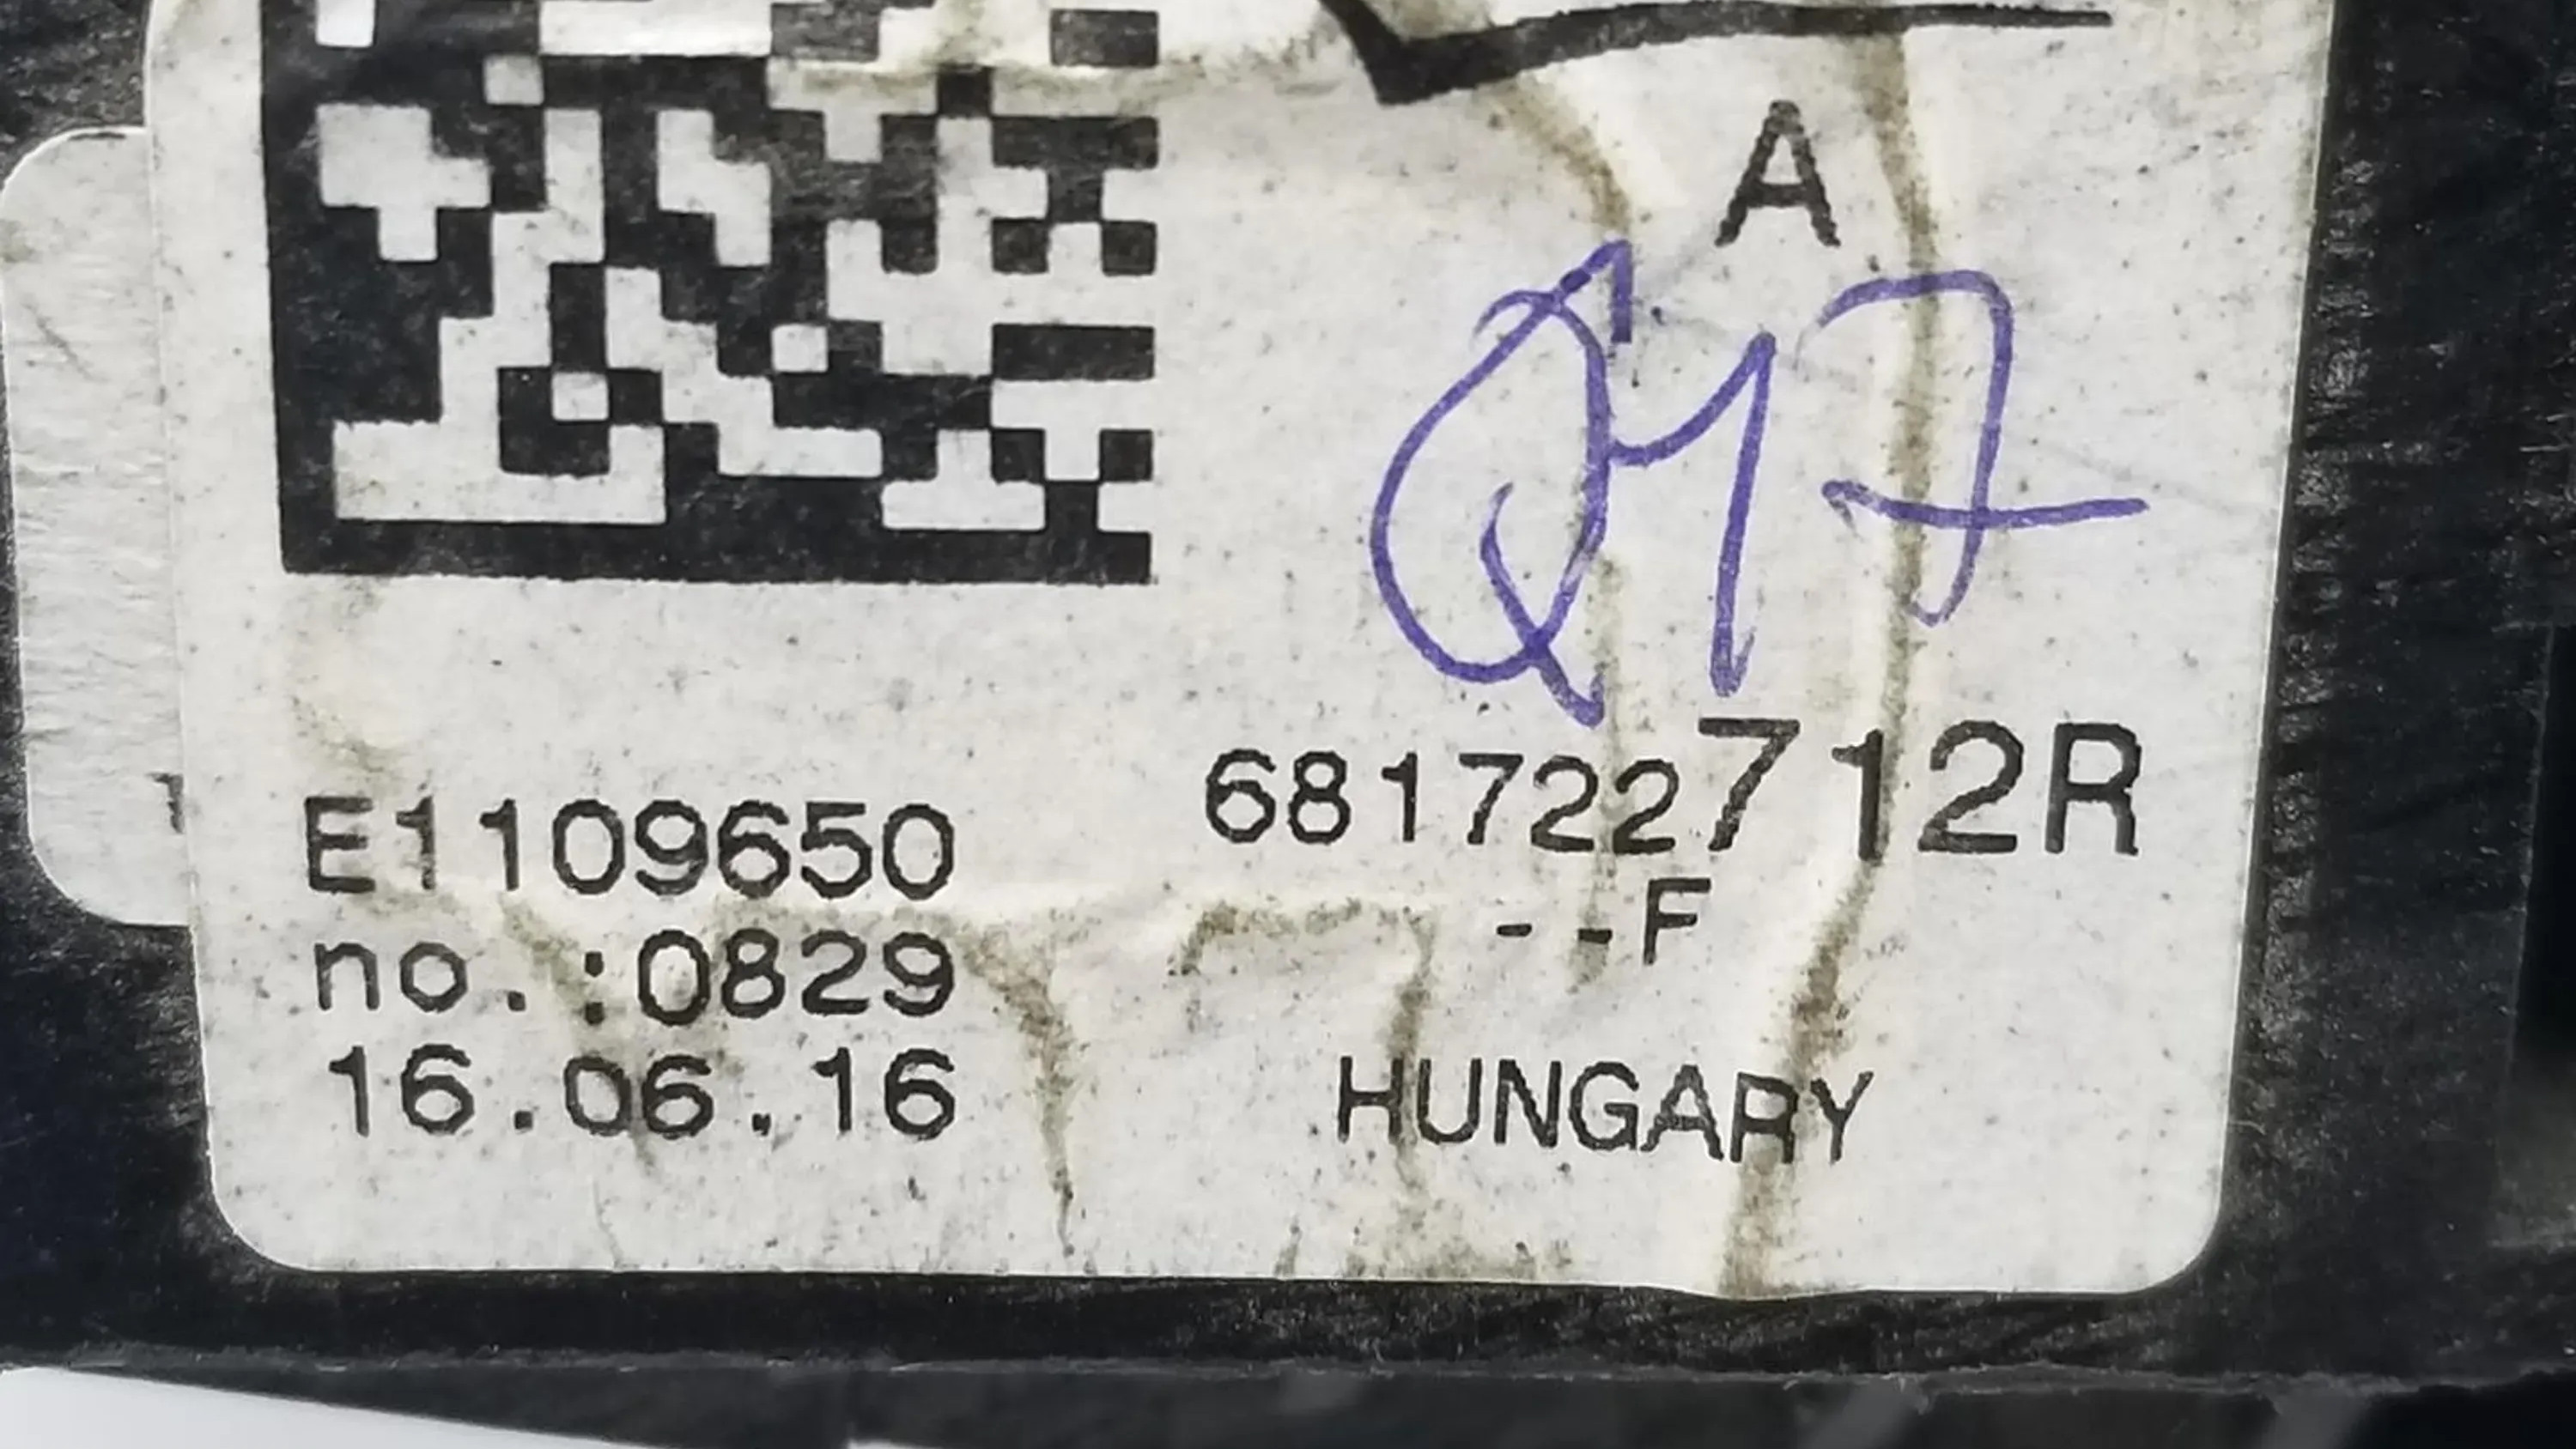 A
E1109650
681722712R
no.:0829
--F
16.06.16
HUNGARY